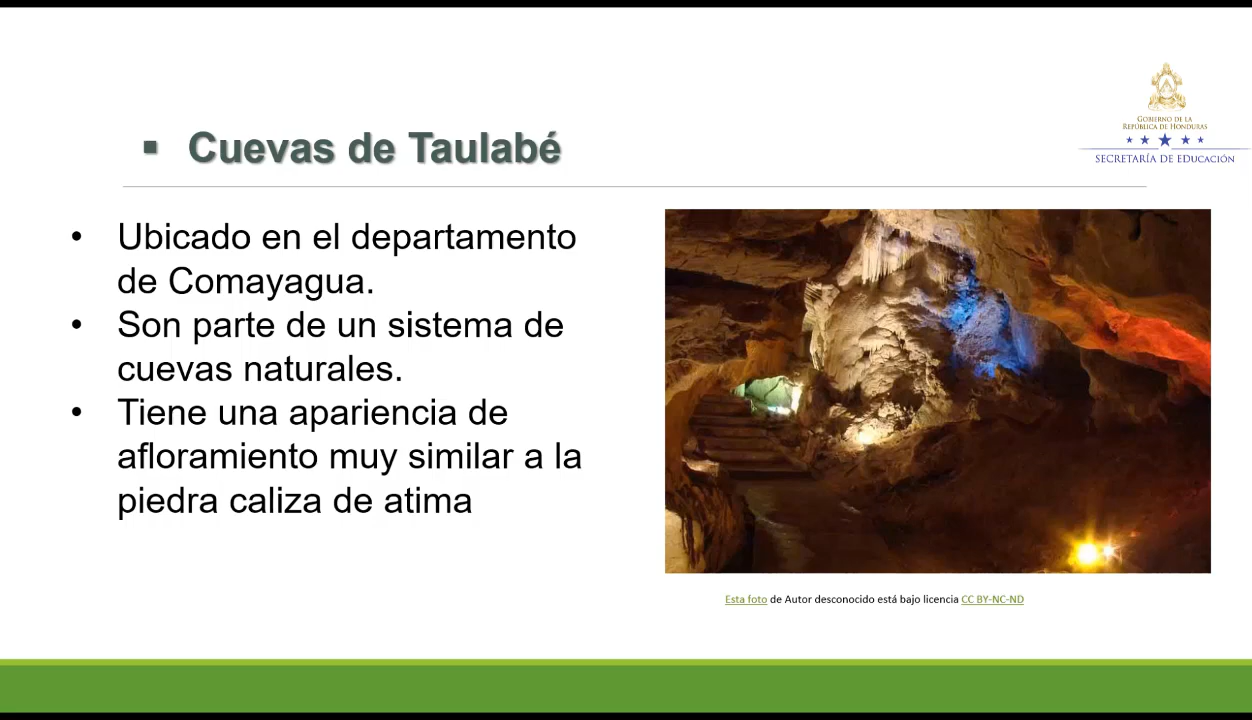 GOBIERNO DE LA
REPÚBLICA DE HONDURAS
SECRETARÍA DE EDUCACIÓN
▪ Cuevas de Taulabé
• Ubicado en el departamento
de Comayagua.
• Son parte de un sistema de
cuevas naturales.
• Tiene una apariencia de
afloramiento muy similar a la
piedra caliza de atima
Esta foto de Autor desconocido está bajo licencia CC BY-NC-ND